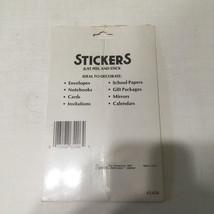 STICKERS
JUST PEEL AND STICK
IDEAL TO DECORATE:
• Envelopes
• Notebooks
• Cards
• Invitations
• School Papers
• Gift Packages
• Mirrors
• Calendars